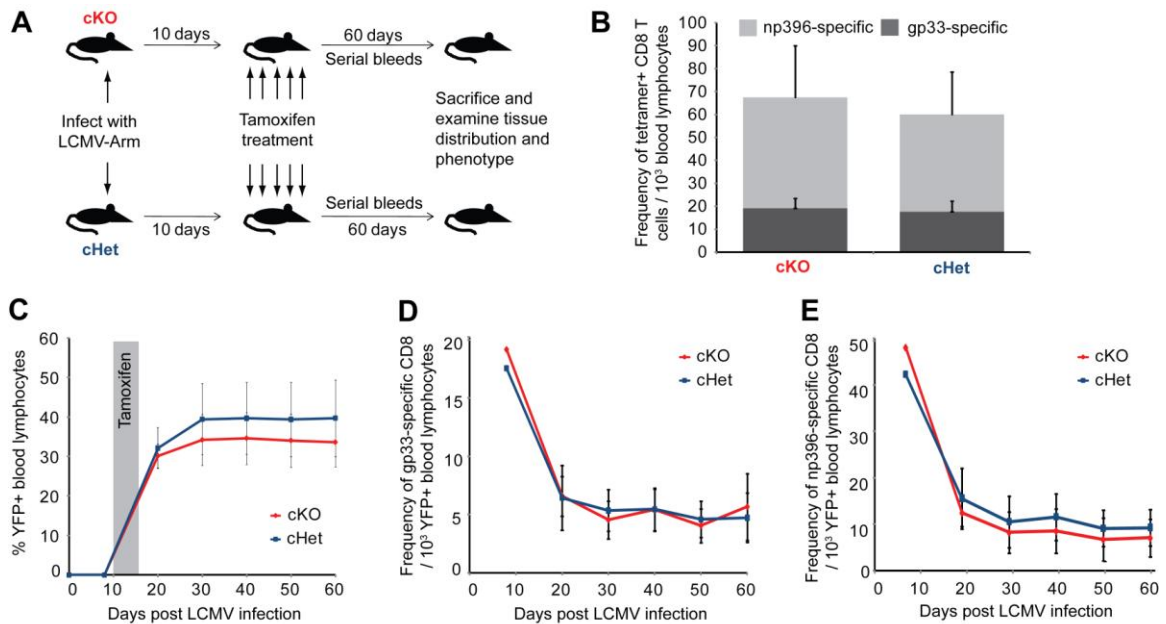 A
cKO
10 days
60 days
Serial bleeds
Infect with
LCMV-Arm
Tamoxifen
treatment
Sacrifice and
examine tissue
distribution and
phenotype
Serial bleeds
10 days
60 days
cHet
B
np396-specific
gp33-specific
Frequency of tetramer+ CD8 T
cells / 10³ blood lymphocytes
100
90
80
70
60
50
40
30
20
10
0
cKO
cHet
C
% YFP+ blood lymphocytes
60
50
40
30
20
10
0
Tamoxifen
cKO
cHet
0 10 20 30 40 50 60
Days post LCMV infection
D
Frequency of gp33-specific CD8
/ 10³ YFP+ blood lymphocytes
20
15
10
5
0
cKO
cHet
0 10 20 30 40 50 60
Days post LCMV infection
E
Frequency of np396-specific CD8
/ 10³ YFP+ blood lymphocytes
50
40
30
20
10
0
cKO
cHet
0 10 20 30 40 50 60
Days post LCMV infection